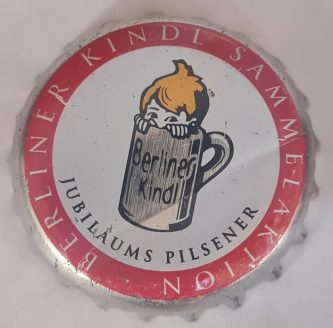 BERLINER KINDL SAMMELAKTION
Berliner
Kindl
JUBILÄUMS PILSENER